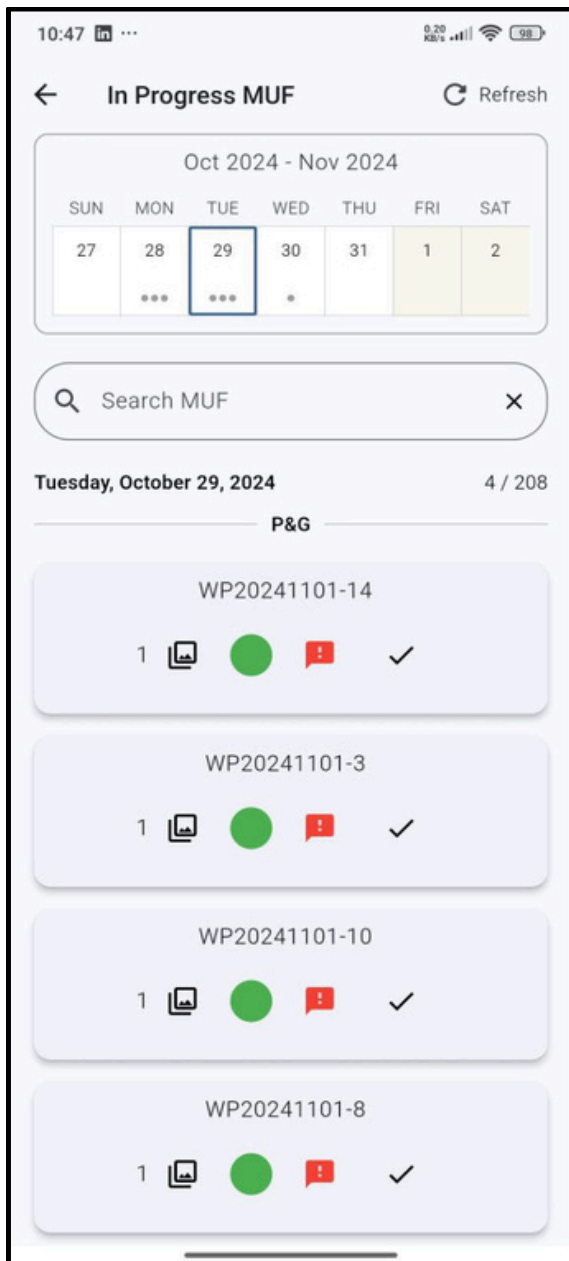 10:47 in ... 0.20 KB/s 98
In Progress MUF Refresh
Oct 2024 - Nov 2024
SUN MON TUE WED THU FRI SAT
27 28 29 30 31 1 2
Search MUF
Tuesday, October 29, 2024 4 / 208
P&G
WP20241101-14
1
WP20241101-3
1
WP20241101-10
1
WP20241101-8
1